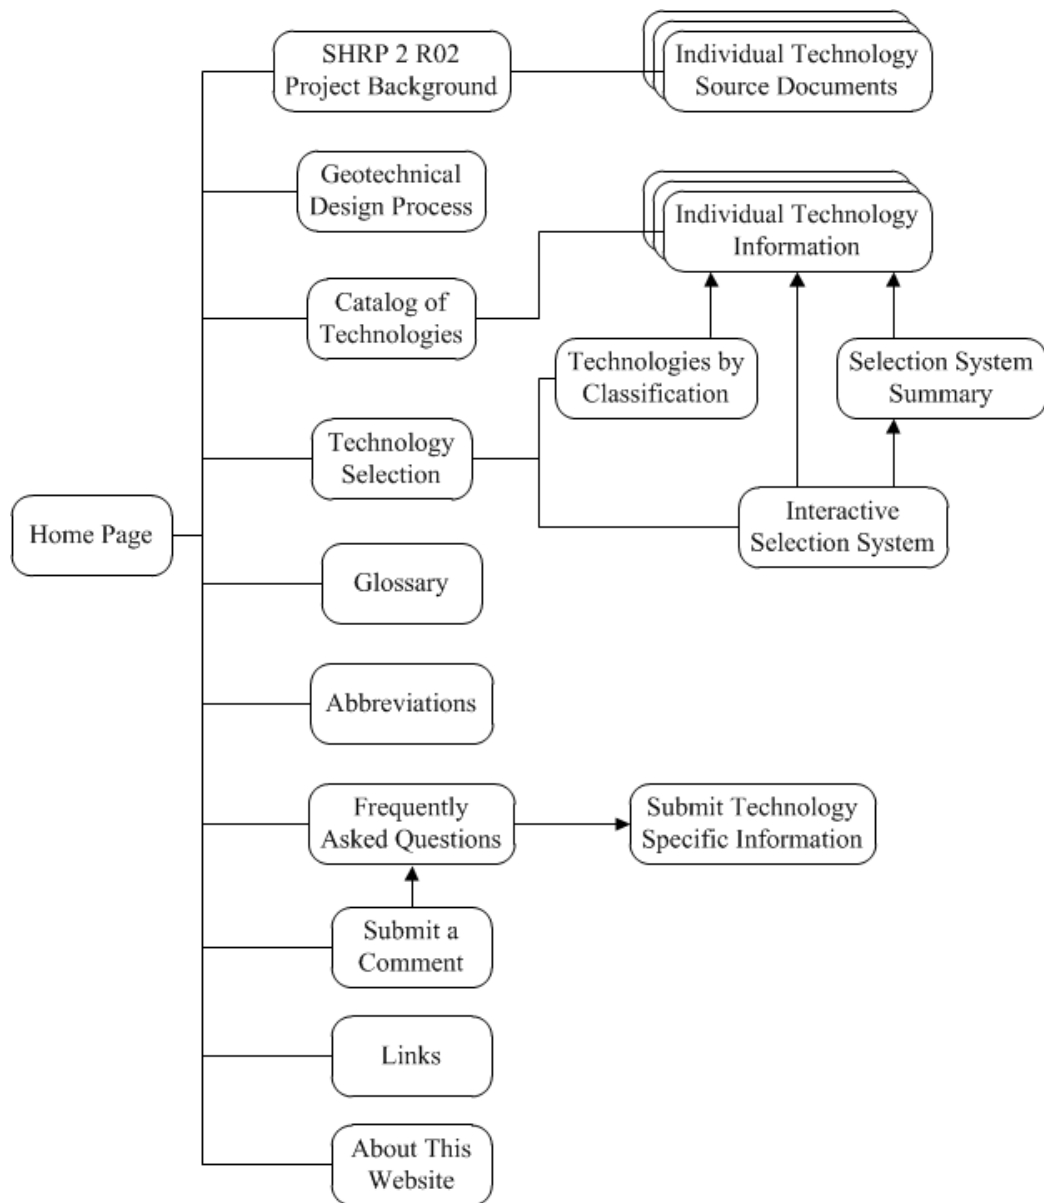 SHRP 2 R02
Project Background
Individual Technology
Source Documents
Geotechnical
Design Process
Individual Technology
Information
Catalog of
Technologies
Technologies by
Classification
Selection System
Summary
Technology
Selection
Interactive
Selection System
Home Page
Glossary
Abbreviations
Frequently
Asked Questions
Submit Technology
Specific Information
Submit a
Comment
Links
About This
Website